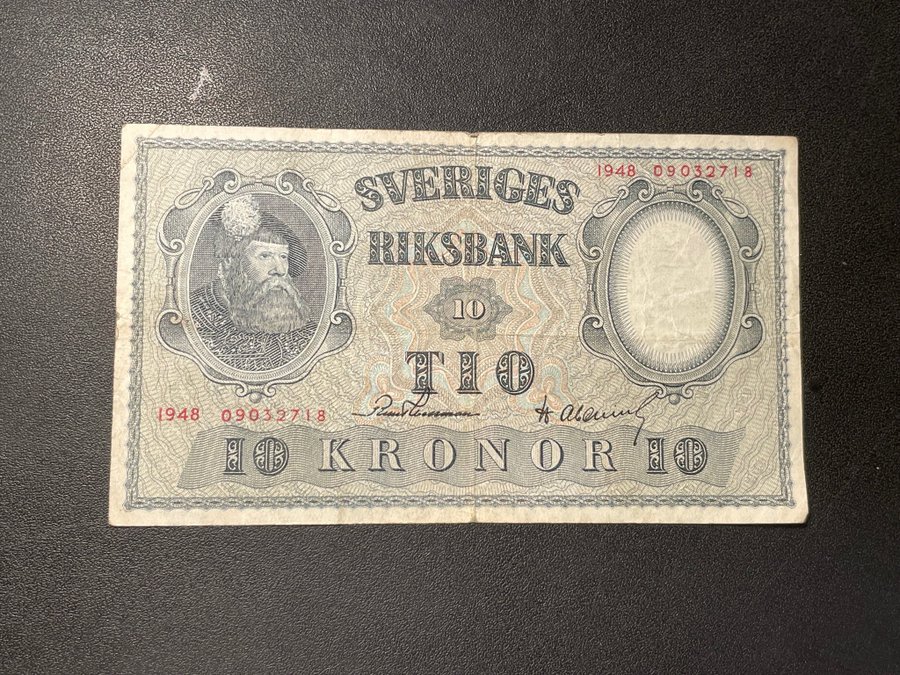 1948 09032718
SVERIGES
RIKSBANK
10
TIO
1948 09032718
10 KRONOR 10